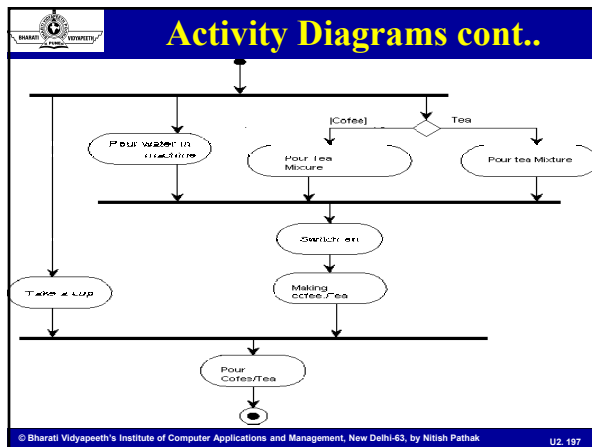 BHARATI
VIDYAPEETH
PUNE
Activity Diagrams cont..
[Cofee]
Tea
Pour water in
machine
Pour Tea
Mixture
Pour tea Mixture
Switch on
Take a cup
Making
cofee/Tea
Pour
Cofee/Tea
© Bharati Vidyapeeth's Institute of Computer Applications and Management, New Delhi-63, by Nitish Pathak
U2. 197